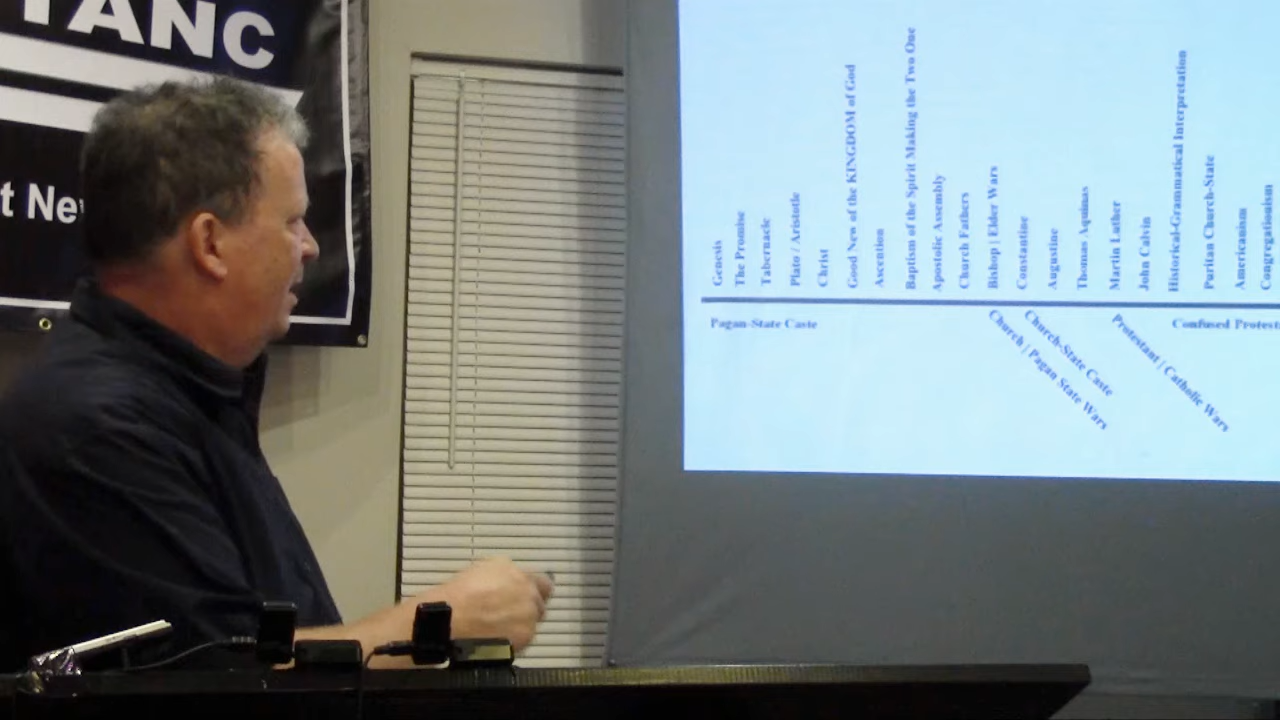 TANC
t Ne
Genesis
The Promise
Tabernacle
Plato / Aristotle
Christ
Good New of the KINGDOM of God
Ascention
Baptism of the Spirit Making the Two One
Apostolic Assembly
Church Fathers
Bishop | Elder Wars
Constantine
Augustine
Thomas Aquinas
Martin Luther
John Calvin
Historical-Grammatical Interpretation
Puritan Church-State
Americanism
Congregationism
Pagan-State Caste
Church | Pagan State Wars
Church-State Caste
Protestant | Catholic Wars
Confused Protest